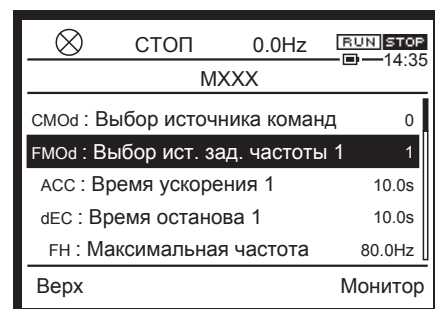 СТОП 0.0Hz RUN STOP
14:35
MXXX
CMOd : Выбор источника команд 0
FMOd : Выбор ист. зад. частоты 1 1
ACC : Время ускорения 1 10.0s
dEC : Время останова 1 10.0s
FH : Максимальная частота 80.0Hz
Верх Монитор